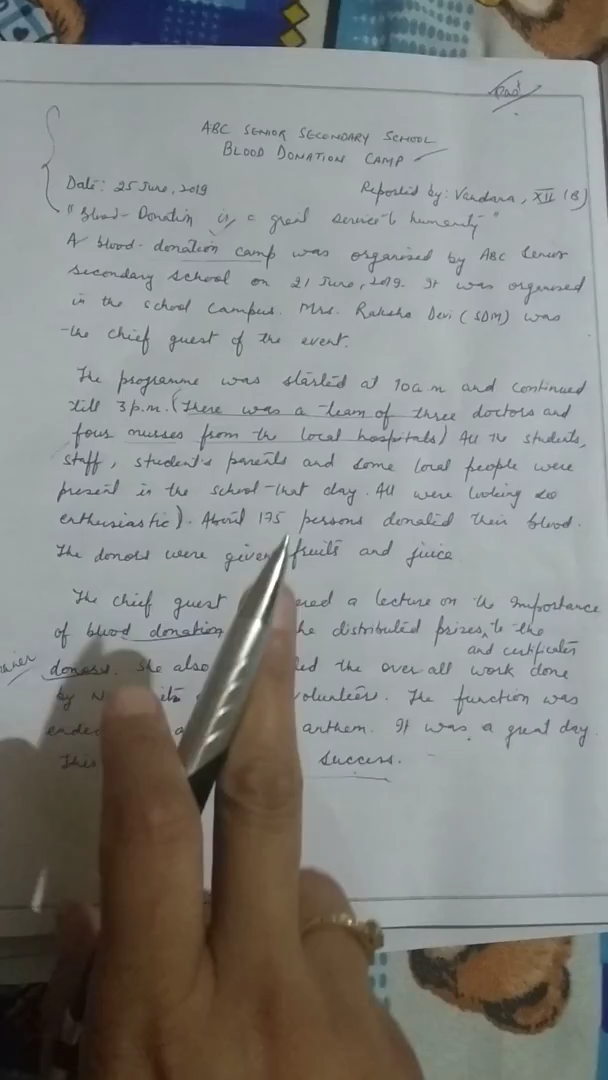 ABC SENIOR SECONDARY SCHOOL
BLOOD DONATION CAMP
Date: 25 June, 2019 Reported by: Vandana, XII (B)
"Blood-Donation is a great service to humanity"
A blood-donation camp was organised by ABC Senior
Secondary School on 21 June, 2019. It was organised
in the school campus. Mrs. Raksha Devi (SDM) was
the chief guest of the event.
The programme was started at 10 a.m and continued
till 3 p.m. (There was a team of three doctors and
four nurses from the local hospitals) All the students,
staff, student's parents and some local people were
present in the school that day. All were looking so
enthusiastic). About 175 persons donated their blood.
The donors were given fruits and juice
The chief guest a lecture on the importance
of blood donation distributed prizes to the
and certificates
donors. She also the over all work done
by volunteers. The function was
anthem. It was a great day.
This success.